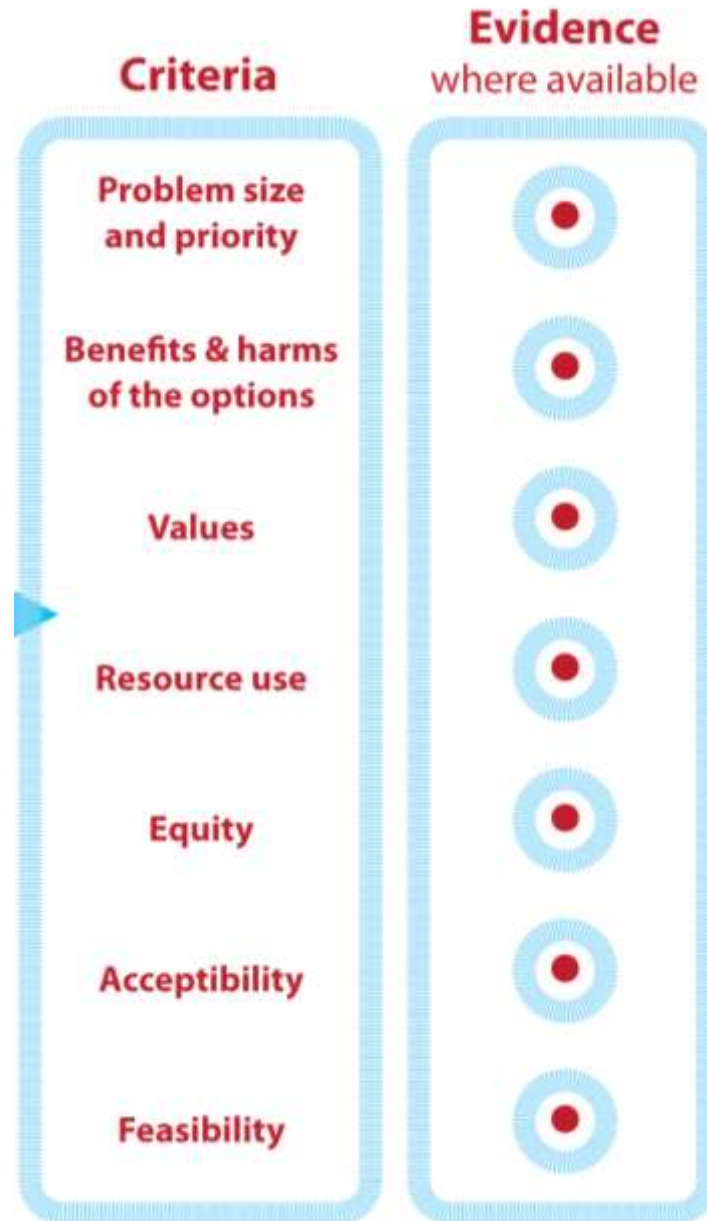 Criteria
Evidence
where available
Problem size
and priority
Benefits & harms
of the options
Values
Resource use
Equity
Acceptibility
Feasibility